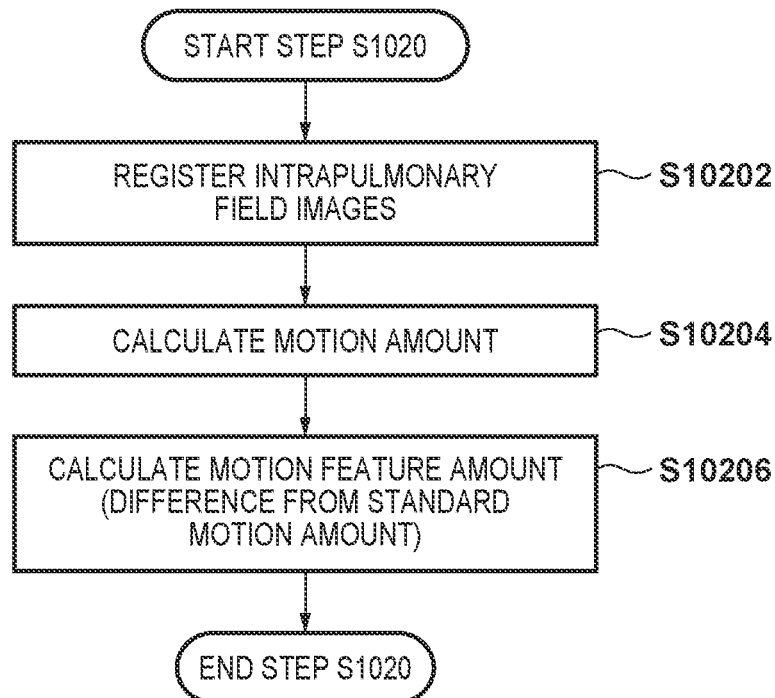 START STEP S1020
REGISTER INTRAPULMONARY
FIELD IMAGES
S10202
CALCULATE MOTION AMOUNT
S10204
CALCULATE MOTION FEATURE AMOUNT
(DIFFERENCE FROM STANDARD
MOTION AMOUNT)
S10206
END STEP S1020